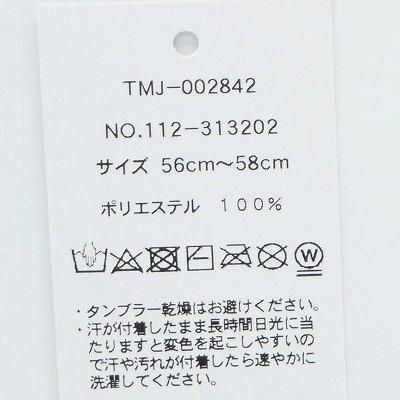 TMJ-002842
NO.112-313202
サイズ 56cm～58cm
ポリエステル 100%
W
・タンブラー乾燥はお避けください。
・汗が付着したまま長時間日光に当
たりますと変色を起こしやすいの
で汗や汚れが付着したら速やかに
洗濯してください。